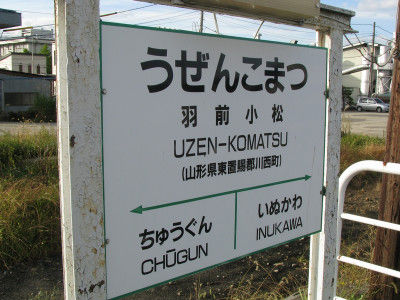 うぜんこまつ
羽前小松
UZEN-KOMATSU
(山形県東置賜郡川西町)
ちゅうぐん
CHŪGUN
いぬかわ
INUKAWA